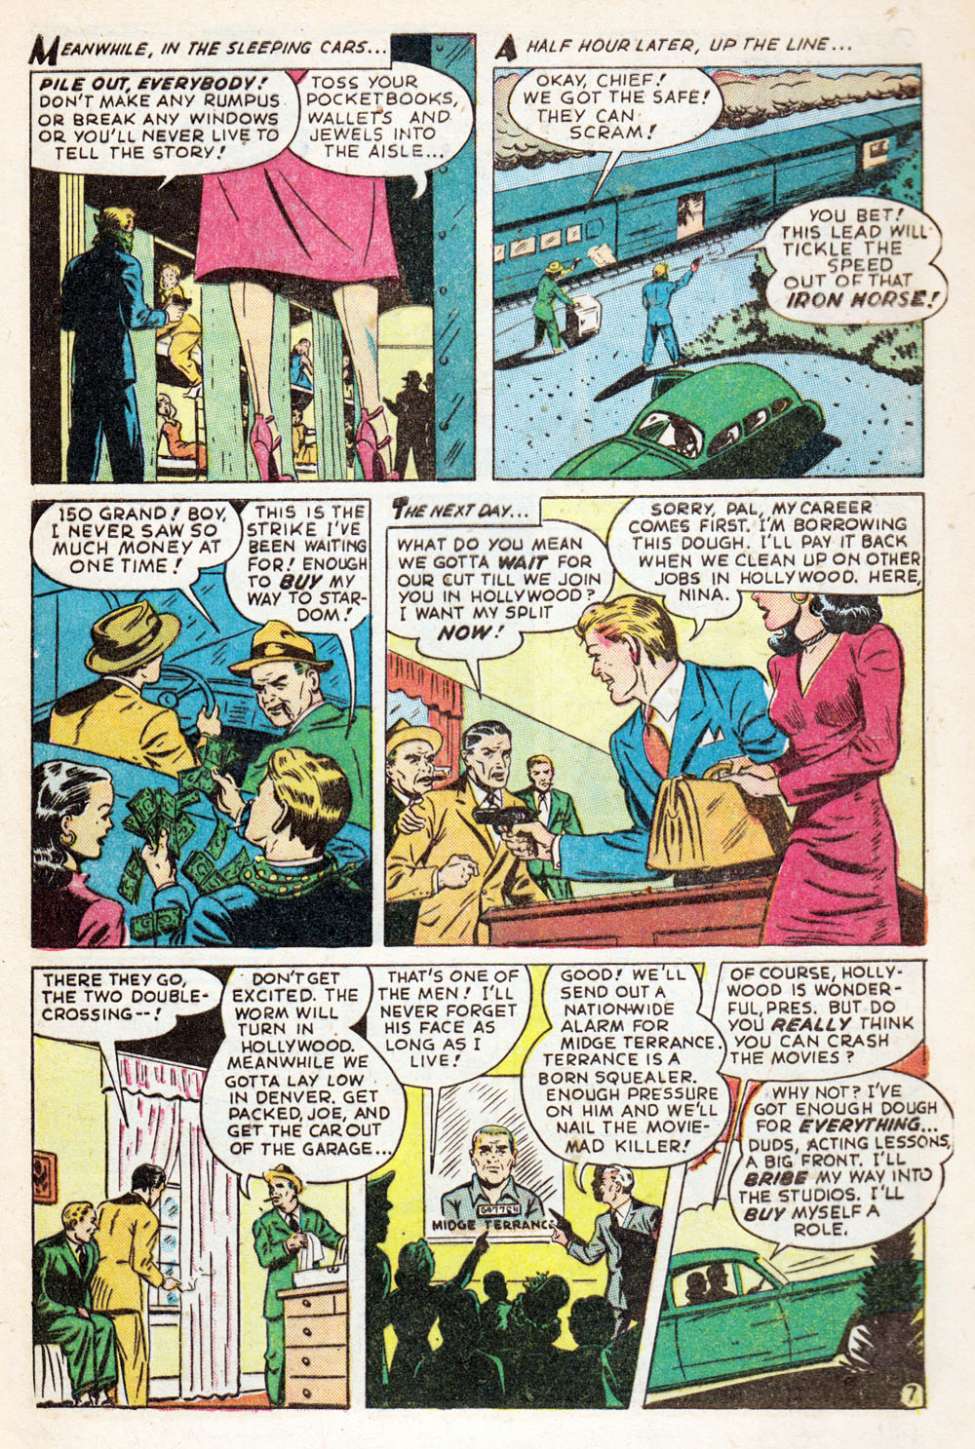 MEANWHILE, IN THE SLEEPING CARS...
PILE OUT, EVERYBODY!
DON'T MAKE ANY RUMPUS
OR BREAK ANY WINDOWS
OR YOU'LL NEVER LIVE TO
TELL THE STORY!
TOSS YOUR
POCKETBOOKS,
WALLETS AND
JEWELS INTO
THE AISLE...
A HALF HOUR LATER, UP THE LINE...
OKAY, CHIEF!
WE GOT THE SAFE!
THEY CAN
SCRAM!
YOU BET!
THIS LEAD WILL
TICKLE THE
SPEED
OUT OF THAT
IRON HORSE!
150 GRAND! BOY,
I NEVER SAW SO
MUCH MONEY AT
ONE TIME!
THIS IS THE
STRIKE I'VE
BEEN WAITING
FOR! ENOUGH
TO BUY MY
WAY TO STAR-
DOM!
THE NEXT DAY...
WHAT DO YOU MEAN
WE GOTTA WAIT FOR
OUR CUT TILL WE JOIN
YOU IN HOLLYWOOD?
I WANT MY SPLIT
NOW!
SORRY, PAL, MY CAREER
COMES FIRST. I'M BORROWING
THIS DOUGH. I'LL PAY IT BACK
WHEN WE CLEAN UP ON OTHER
JOBS IN HOLLYWOOD. HERE,
NINA.
THERE THEY GO,
THE TWO DOUBLE-
CROSSING--!
DON'T GET
EXCITED. THE
WORM WILL
TURN IN
HOLLYWOOD.
MEANWHILE WE
GOTTA LAY LOW
IN DENVER. GET
PACKED, JOE, AND
GET THE CAR OUT
OF THE GARAGE...
THAT'S ONE OF
THE MEN! I'LL
NEVER FORGET
HIS FACE AS
LONG AS I
LIVE!
GOOD! WE'LL
SEND OUT A
NATION-WIDE
ALARM FOR
MIDGE TERRANCE.
TERRANCE IS A
BORN SQUEALER.
ENOUGH PRESSURE
ON HIM AND WE'LL
NAIL THE MOVIE-
MAD KILLER!
MIDGE TERRANCE
OF COURSE, HOLLY-
WOOD IS WONDER-
FUL, PRES. BUT DO
YOU REALLY THINK
YOU CAN CRASH
THE MOVIES?
WHY NOT? I'VE
GOT ENOUGH DOUGH
FOR EVERYTHING...
DUDS, ACTING LESSONS,
A BIG FRONT. I'LL
BRIBE MY WAY INTO
THE STUDIOS. I'LL
BUY MYSELF A
ROLE.
7